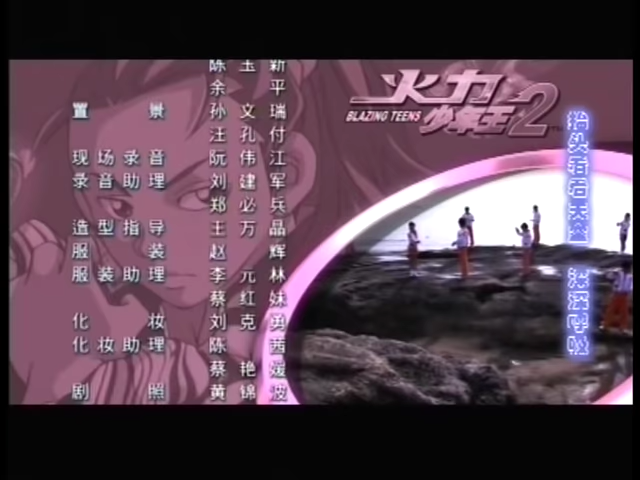 陈玉新
余平
置景 孙文瑞
汪孔付
现场录音 阮伟江
录音助理 刘建军
郑必兵
造型指导 王万晶
服装 赵辉
服装助理 李元林
蔡红妹
化妆 刘克勇
化妆助理 陈茜
蔡艳媛
剧照 黄锦波
火力少年王2
BLAZING TEENS
抬头看看天空 深深呼吸